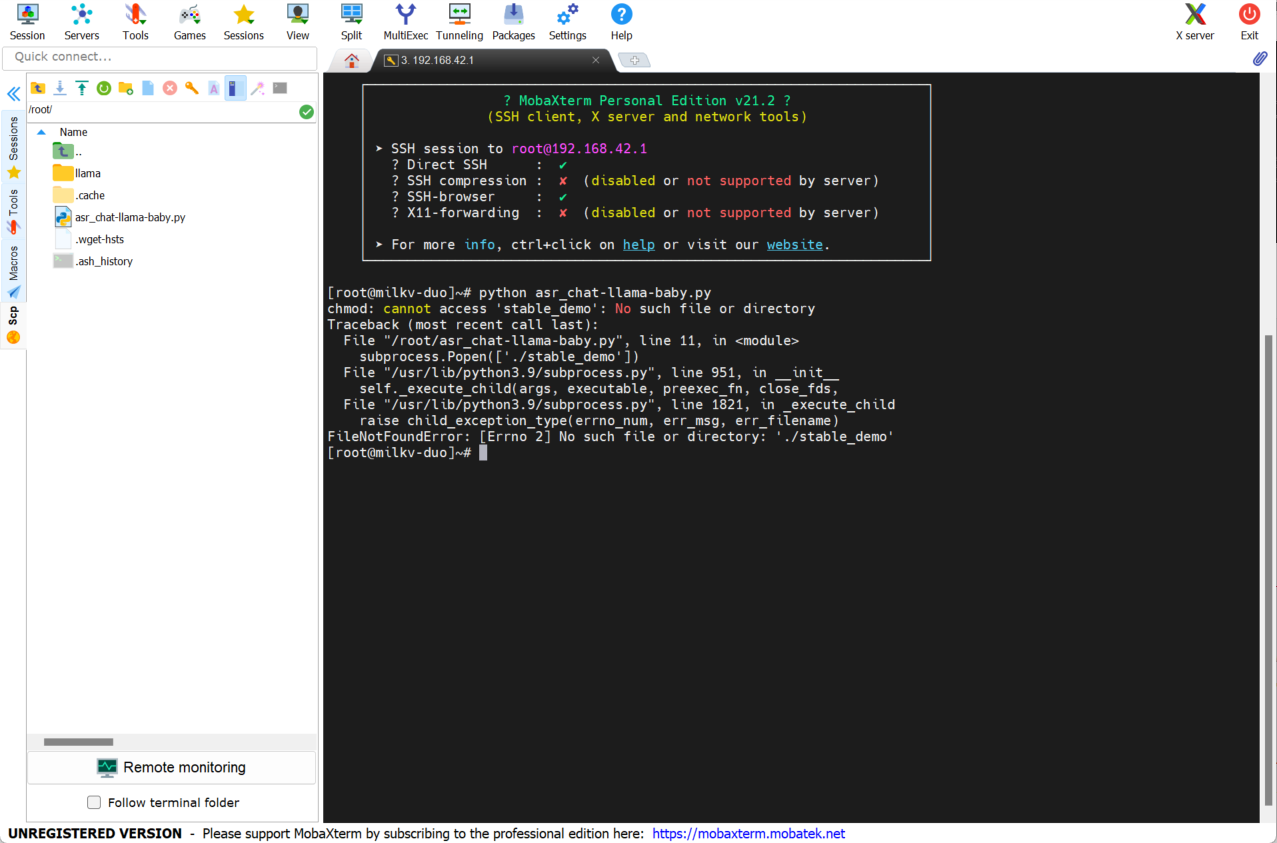 Session Servers Tools Games Sessions View Split MultiExec Tunneling Packages Settings Help X server Exit
Quick connect...
3. 192.168.42.1
/root/
Name
..
llama
.cache
asr_chat-llama-baby.py
.wget-hsts
.ash_history
Sessions
Tools
Macros
Scp
? MobaXterm Personal Edition v21.2 ?
(SSH client, X server and network tools)
➤ SSH session to root@192.168.42.1
? Direct SSH : ✔
? SSH compression : ✘ (disabled or not supported by server)
? SSH-browser : ✔
? X11-forwarding : ✘ (disabled or not supported by server)
➤ For more info, ctrl+click on help or visit our website.
[root@milkv-duo]~# python asr_chat-llama-baby.py
chmod: cannot access 'stable_demo': No such file or directory
Traceback (most recent call last):
File "/root/asr_chat-llama-baby.py", line 11, in <module>
subprocess.Popen(['./stable_demo'])
File "/usr/lib/python3.9/subprocess.py", line 951, in __init__
self._execute_child(args, executable, preexec_fn, close_fds,
File "/usr/lib/python3.9/subprocess.py", line 1821, in _execute_child
raise child_exception_type(errno_num, err_msg, err_filename)
FileNotFoundError: [Errno 2] No such file or directory: './stable_demo'
[root@milkv-duo]~#
Remote monitoring
Follow terminal folder
UNREGISTERED VERSION - Please support MobaXterm by subscribing to the professional edition here: https://mobaxterm.mobatek.net